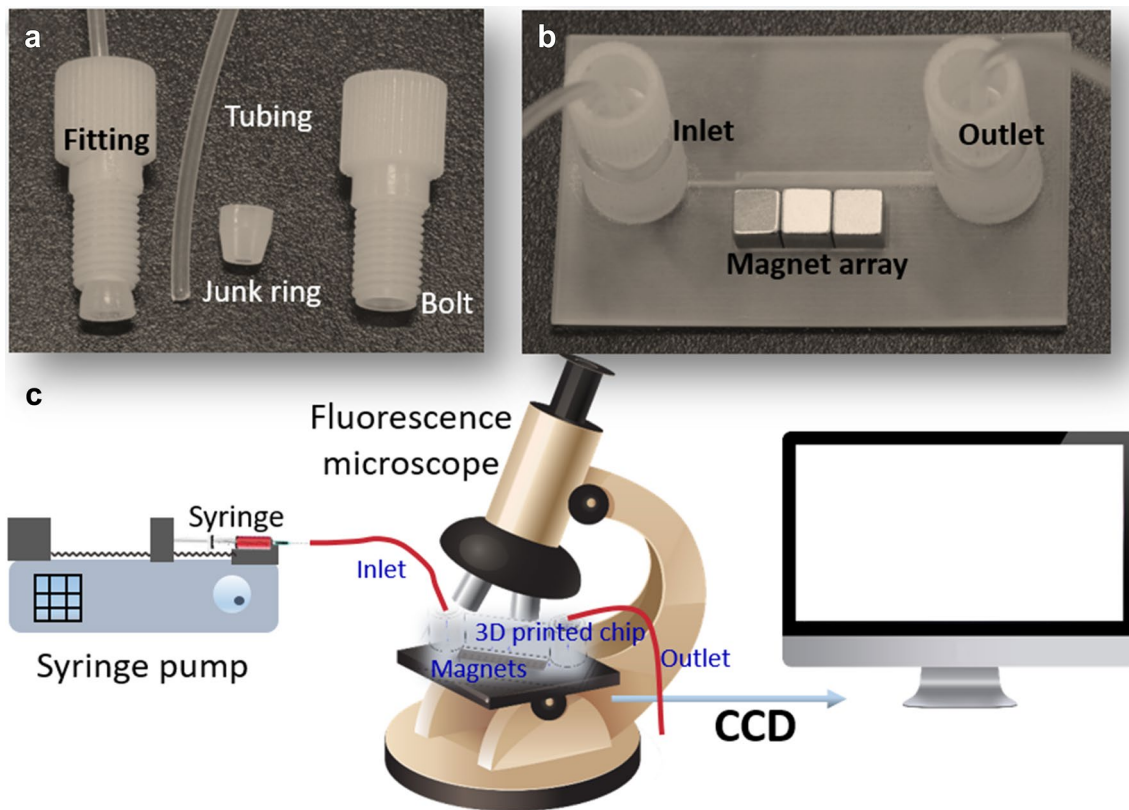 a
Fitting
Tubing
Junk ring
Bolt
b
Inlet
Outlet
Magnet array
c
Fluorescence
microscope
Syringe
Inlet
3D printed chip
Magnets
Outlet
Syringe pump
CCD